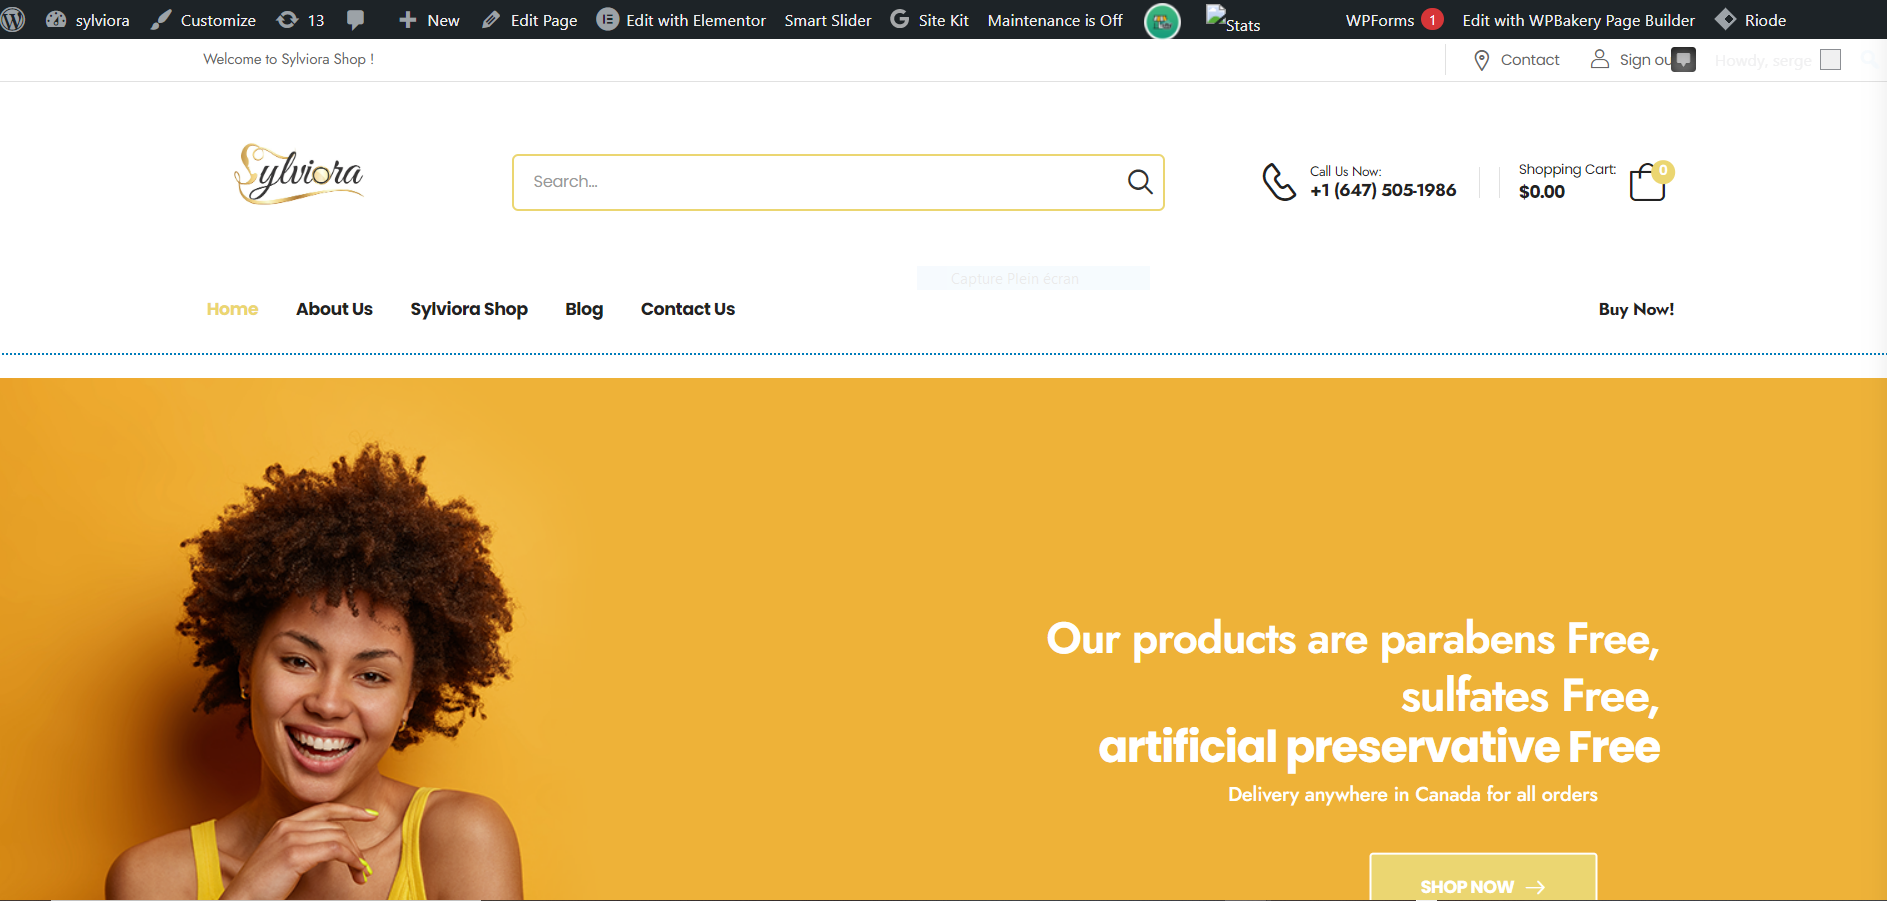 sylviora Customize 13 New Edit Page Edit with Elementor Smart Slider Site Kit Maintenance is Off Stats WPForms 1 Edit with WPBakery Page Builder Riode
Welcome to Sylviora Shop !
Contact Sign ou Howdy, serge
Sylviora
Search...
Call Us Now:
+1 (647) 505-1986
Shopping Cart:
$0.00
0
Capture Plein écran
Home About Us Sylviora Shop Blog Contact Us Buy Now!
Our products are parabens Free,
sulfates Free,
artificial preservative Free
Delivery anywhere in Canada for all orders
SHOP NOW